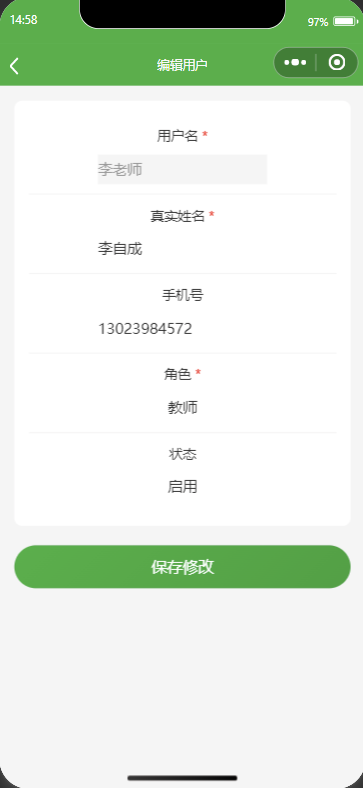 14:58
97%
编辑用户
用户名 *
李老师
真实姓名 *
李自成
手机号
13023984572
角色 *
教师
状态
启用
保存修改